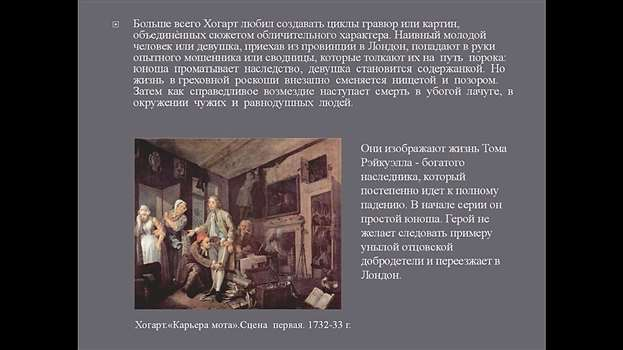 Больше всего Хогарт любил создавать циклы гравюр или картин,
объединённых сюжетом обличительного характера. Наивный молодой
человек или девушка, приехав из провинции в Лондон, попадают в руки
опытного мошенника или сводницы, которые толкают их на путь порока:
юноша проматывает наследство, девушка становится содержанкой. Но
жизнь в греховной роскоши внезапно сменяется нищетой и позором.
Затем как справедливое возмездие наступает смерть в убогой лачуге, в
окружении чужих и равнодушных людей.
Они изображают жизнь Тома
Рэйкуэлла - богатого
наследника, который
постепенно идет к полному
падению. В начале серии он
простой юноша. Герой не
желает следовать примеру
унылой отцовской
добродетели и переезжает в
Лондон.
Хогарт.«Карьера мота».Сцена первая. 1732-33 г.